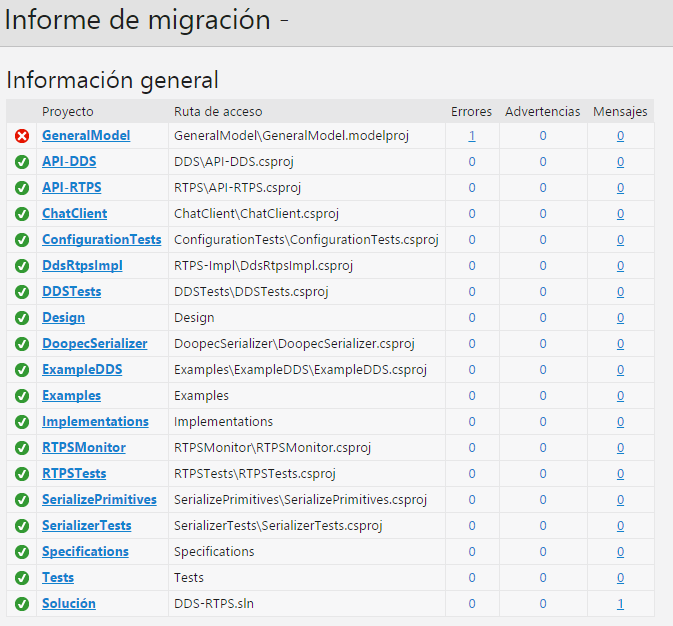 Informe de migración -
Información general
Proyecto Ruta de acceso Errores Advertencias Mensajes
GeneralModel GeneralModel\GeneralModel.modelproj 1 0 0
API-DDS DDS\API-DDS.csproj 0 0 0
API-RTPS RTPS\API-RTPS.csproj 0 0 0
ChatClient ChatClient\ChatClient.csproj 0 0 0
ConfigurationTests ConfigurationTests\ConfigurationTests.csproj 0 0 0
DdsRtpsImpl RTPS-Impl\DdsRtpsImpl.csproj 0 0 0
DDSTests DDSTests\DDSTests.csproj 0 0 0
Design Design 0 0 0
DoopecSerializer DoopecSerializer\DoopecSerializer.csproj 0 0 0
ExampleDDS Examples\ExampleDDS\ExampleDDS.csproj 0 0 0
Examples Examples 0 0 0
Implementations Implementations 0 0 0
RTPSMonitor RTPSMonitor\RTPSMonitor.csproj 0 0 0
RTPSTests RTPSTests\RTPSTests.csproj 0 0 0
SerializePrimitives SerializePrimitives\SerializePrimitives.csproj 0 0 0
SerializerTests SerializerTests\SerializerTests.csproj 0 0 0
Specifications Specifications 0 0 0
Tests Tests 0 0 0
Solución DDS-RTPS.sln 0 0 1